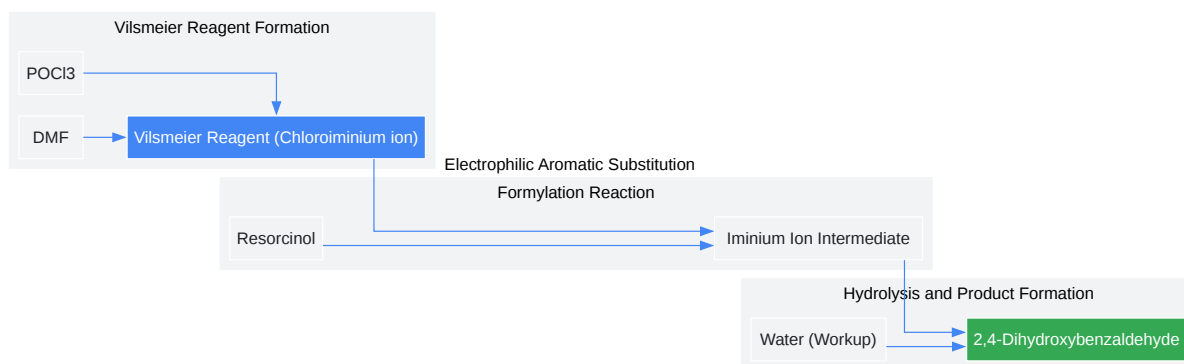 Vilsmeier Reagent Formation
POCl3
DMF
Vilsmeier Reagent (Chloroiminium ion)
Electrophilic Aromatic Substitution
Formylation Reaction
Resorcinol
Iminium Ion Intermediate
Hydrolysis and Product Formation
Water (Workup)
2,4-Dihydroxybenzaldehyde